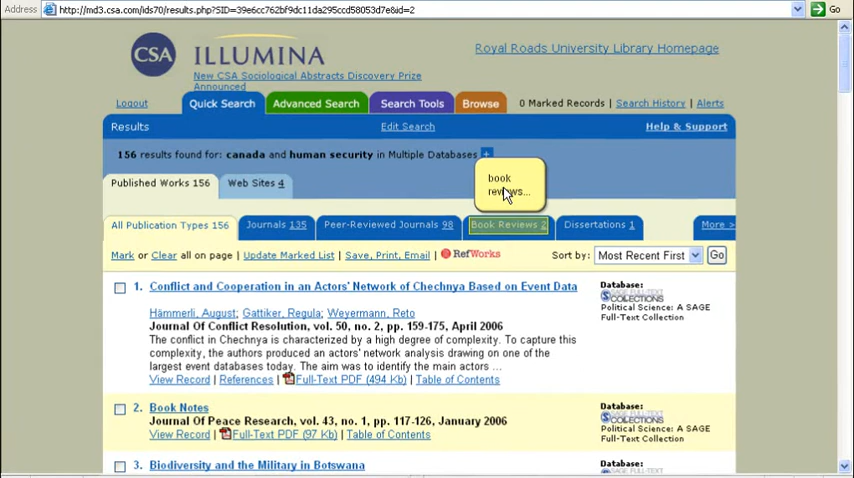 Address http://md3.csa.com/ids70/results.php?SID=39e6cc762bf9dc11da295ccd58053d7e&id=2 Go
CSA ILLUMINA
Royal Roads University Library Homepage
New CSA Sociological Abstracts Discovery Prize
Announced
Logout Quick Search Advanced Search Search Tools Browse 0 Marked Records | Search History | Alerts
Results Edit Search Help & Support
156 results found for: canada and human security in Multiple Databases +
book
reviews...
Published Works 156 Web Sites 4
All Publication Types 156 Journals 135 Peer-Reviewed Journals 98 Book Reviews 2 Dissertations 1 More >
Mark or Clear all on page | Update Marked List | Save, Print, Email | RefWorks Sort by: Most Recent First Go
1. Conflict and Cooperation in an Actors' Network of Chechnya Based on Event Data
Hämmerli, August; Gattiker, Regula; Weyermann, Reto
Journal Of Conflict Resolution, vol. 50, no. 2, pp. 159-175, April 2006
The conflict in Chechnya is characterized by a high degree of complexity. To capture this
complexity, the authors produced an actors' network analysis drawing on one of the
largest event databases today. The aim was to identify the main actors ...
View Record | References | Full-Text PDF (494 Kb) | Table of Contents
Database:
COLLECTIONS
Political Science: A SAGE
Full-Text Collection
2. Book Notes
Journal Of Peace Research, vol. 43, no. 1, pp. 117-126, January 2006
View Record | Full-Text PDF (97 Kb) | Table of Contents
Database:
COLLECTIONS
Political Science: A SAGE
Full-Text Collection
3. Biodiversity and the Military in Botswana
Database: